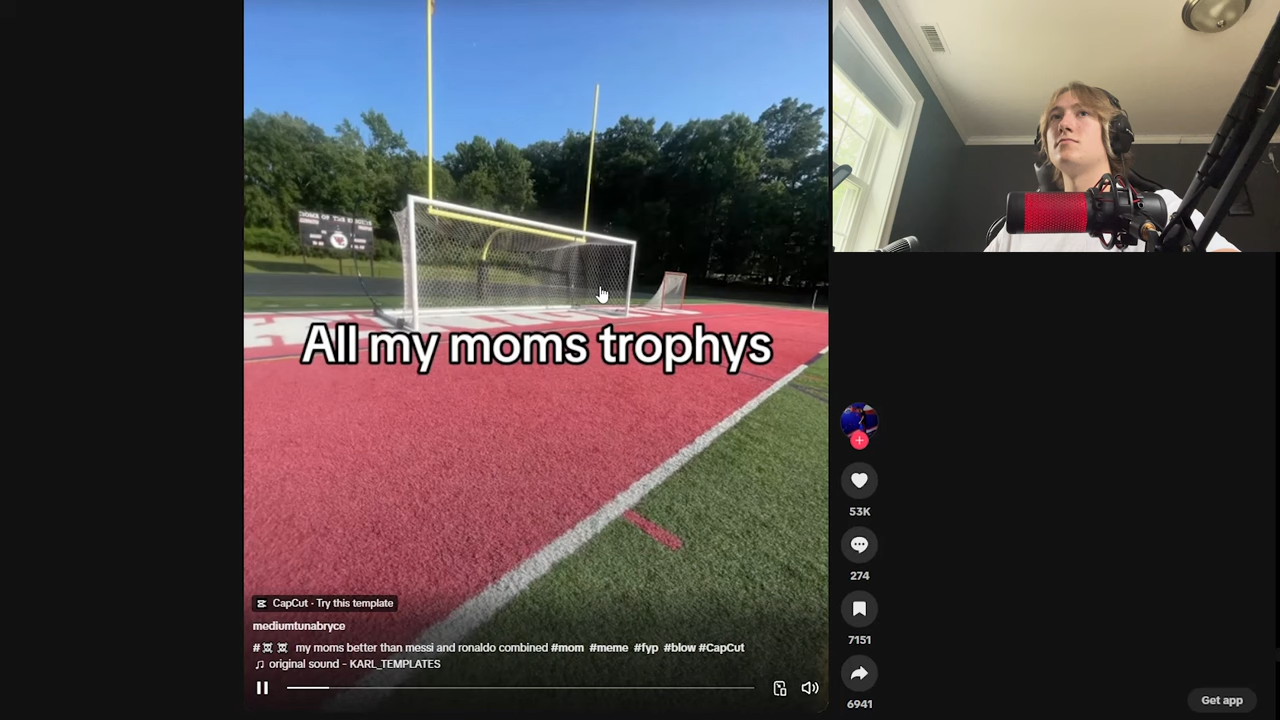 All my moms trophys
CapCut · Try this template
mediumtunabryce
#☠️☠️ my moms better than messi and ronaldo combined #mom #meme #fyp #blow #CapCut
♫ original sound - KARL_TEMPLATES
53K
274
7151
6941
Get app